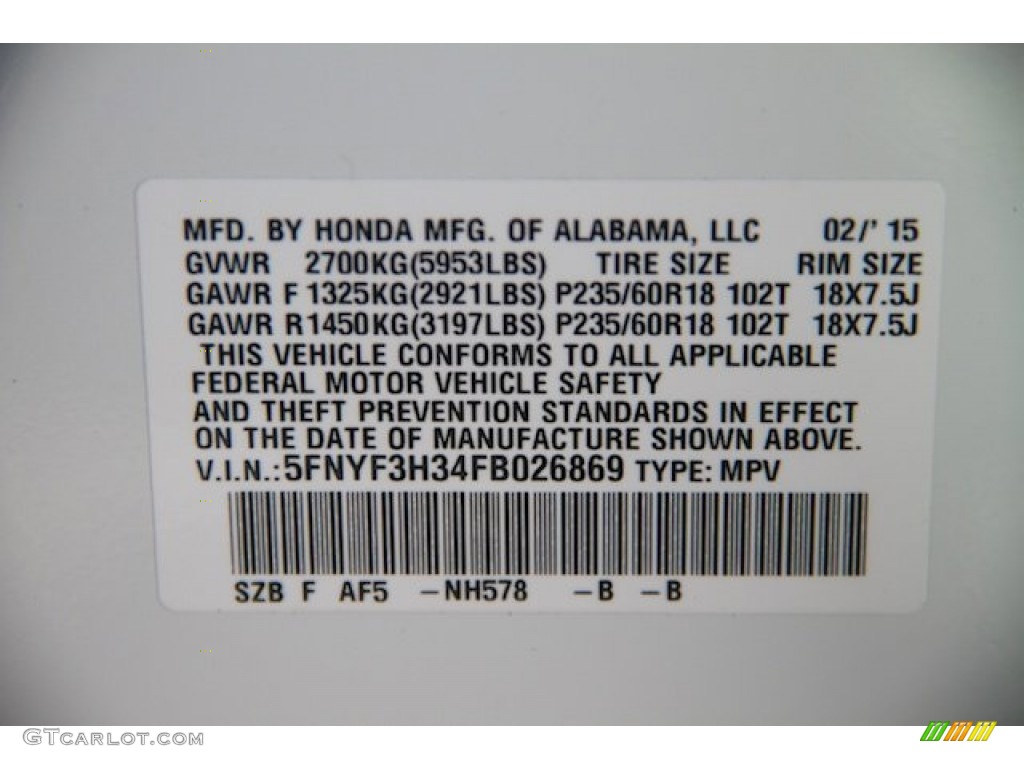 MFD. BY HONDA MFG. OF ALABAMA, LLC 02/' 15
GVWR 2700KG(5953LBS) TIRE SIZE RIM SIZE
GAWR F 1325KG(2921LBS) P235/60R18 102T 18X7.5J
GAWR R1450KG(3197LBS) P235/60R18 102T 18X7.5J
THIS VEHICLE CONFORMS TO ALL APPLICABLE
FEDERAL MOTOR VEHICLE SAFETY
AND THEFT PREVENTION STANDARDS IN EFFECT
ON THE DATE OF MANUFACTURE SHOWN ABOVE.
V.I.N.:5FNYF3H34FB026869 TYPE: MPV
SZB F AF5 –NH578 –B –B
GTCARLOT.COM